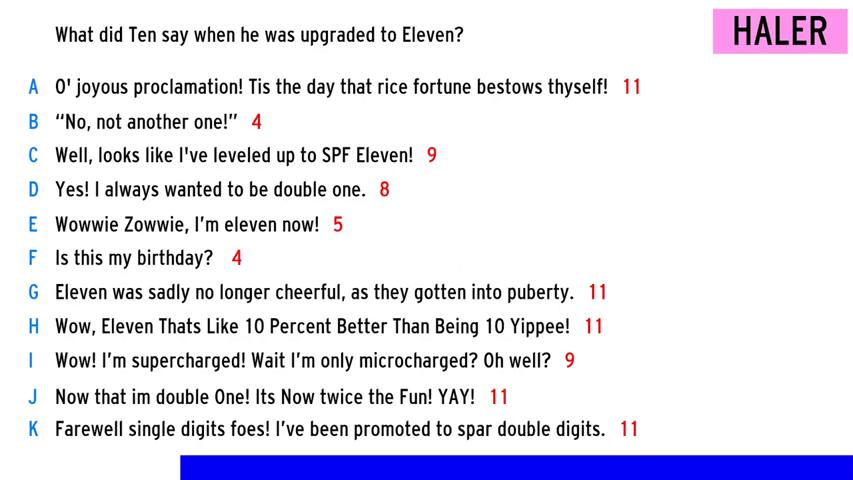 What did Ten say when he was upgraded to Eleven?
HALER
A O' joyous proclamation! Tis the day that rice fortune bestows thyself! 11
B “No, not another one!” 4
C Well, looks like I've leveled up to SPF Eleven! 9
D Yes! I always wanted to be double one. 8
E Wowwie Zowwie, I'm eleven now! 5
F Is this my birthday? 4
G Eleven was sadly no longer cheerful, as they gotten into puberty. 11
H Wow, Eleven Thats Like 10 Percent Better Than Being 10 Yippee! 11
I Wow! I'm supercharged! Wait I'm only microcharged? Oh well? 9
J Now that im double One! Its Now twice the Fun! YAY! 11
K Farewell single digits foes! I've been promoted to spar double digits. 11